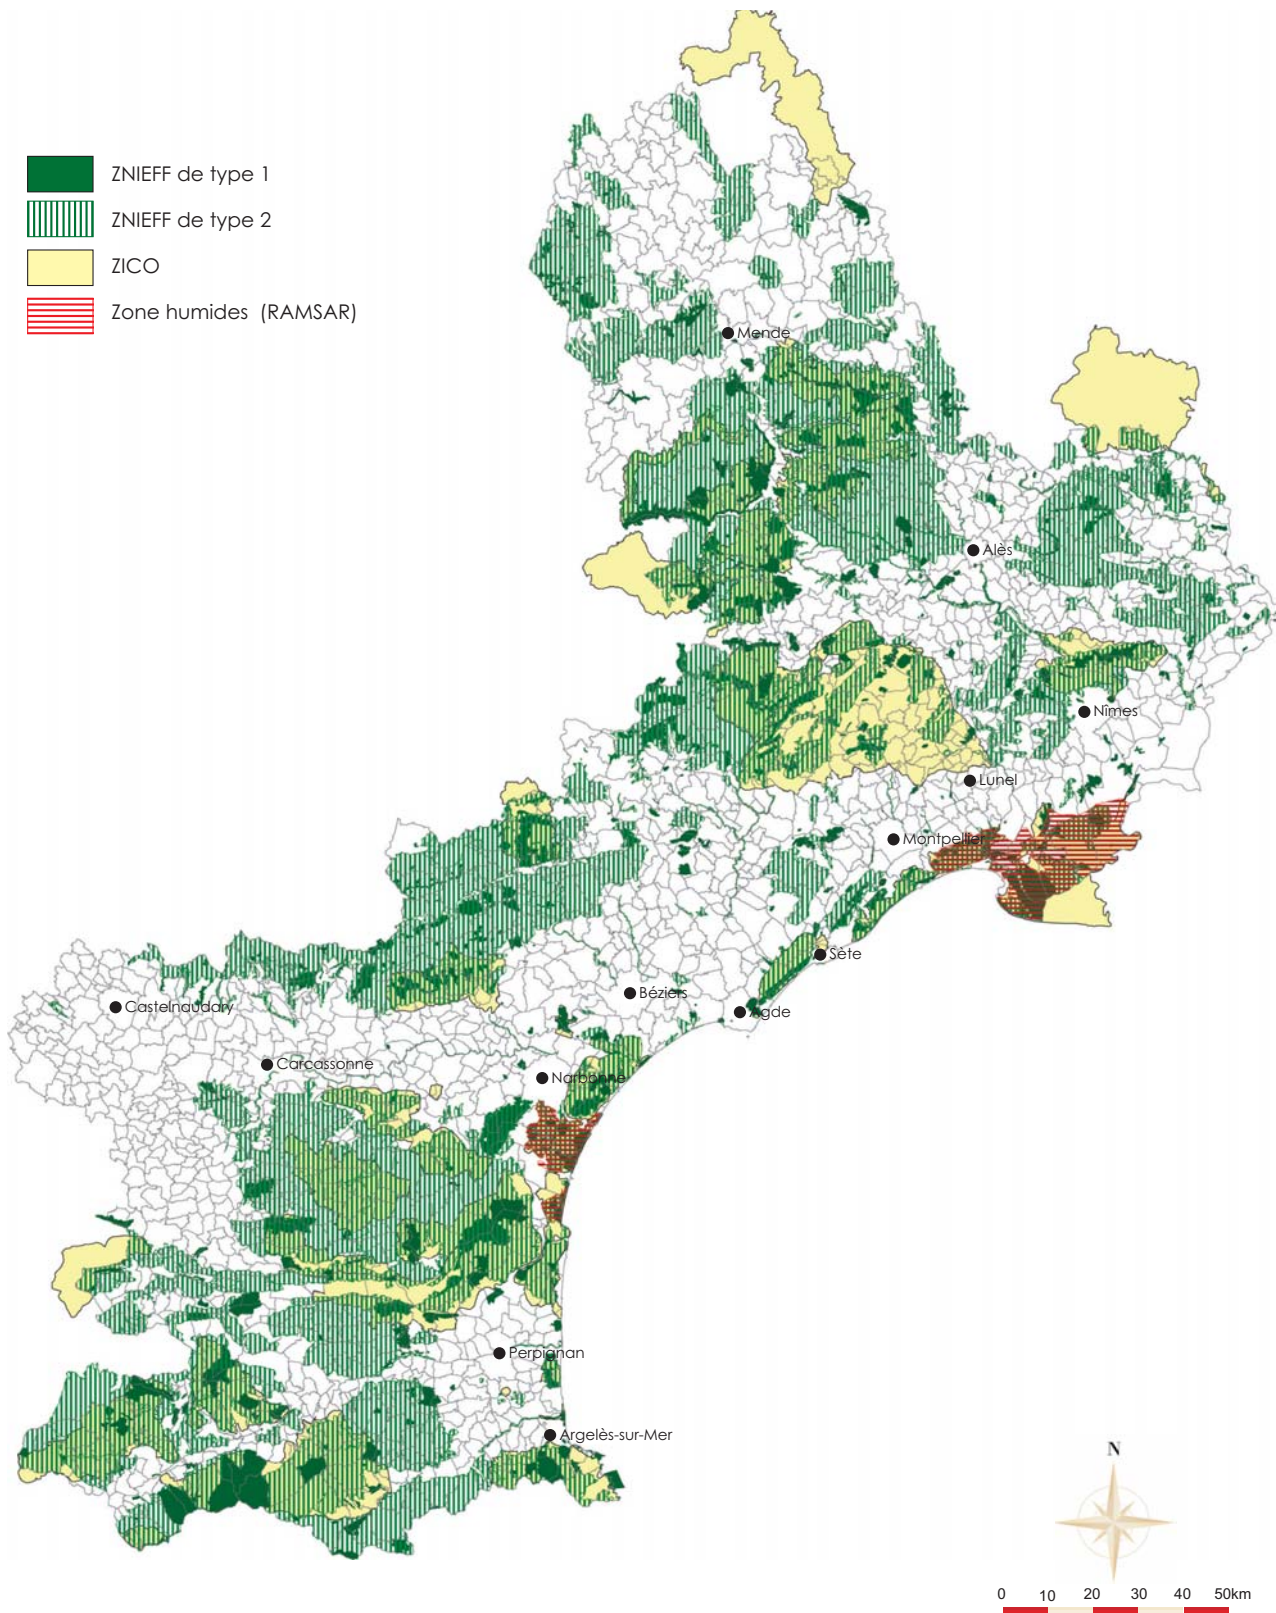 ZNIEFF de type 1
ZNIEFF de type 2
ZICO
Zone humides (RAMSAR)
Mende
Alès
Nîmes
Lunel
Montpellier
Sète
Béziers
Agde
Castelnaudary
Carcassonne
Narbonne
Perpignan
Argelès-sur-Mer
N
0 10 20 30 40 50km